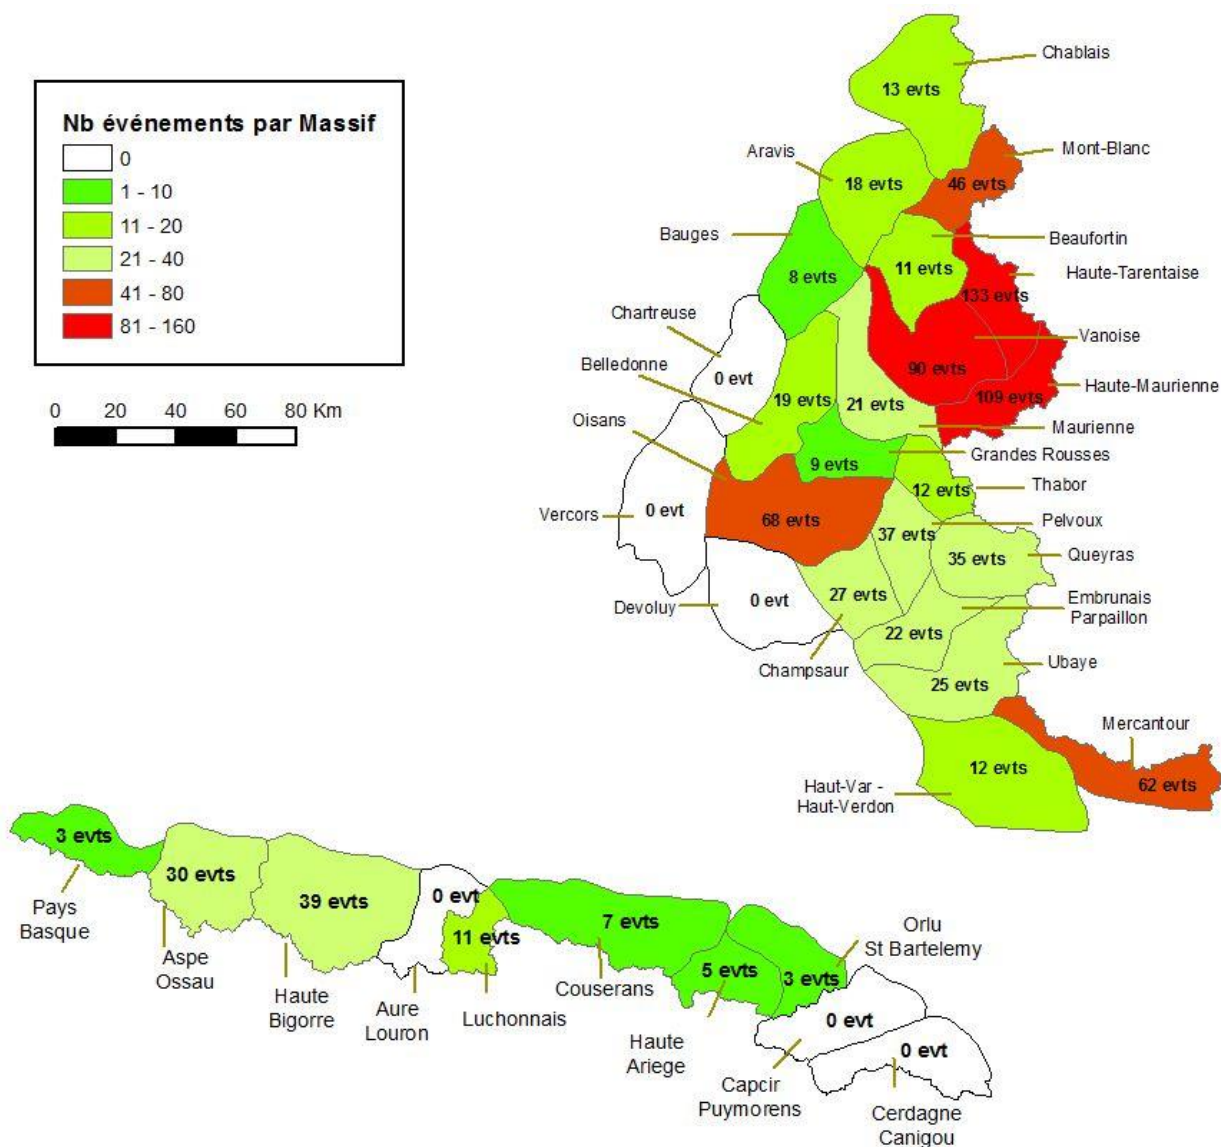 Nb événements par Massif
0
1 - 10
11 - 20
21 - 40
41 - 80
81 - 160
0 20 40 60 80 Km
Chablais
13 evts
Mont-Blanc
46 evts
Aravis
18 evts
Bauges
8 evts
Beaufortin
11 evts
Haute-Tarentaise
133 evts
Chartreuse
0 evt
Vanoise
90 evts
Belledonne
19 evts
Haute-Maurienne
109 evts
Oisans
68 evts
Maurienne
21 evts
Grandes Rousses
9 evts
Thabor
12 evts
Vercors
0 evt
Pelvoux
37 evts
Queyras
35 evts
Devoluy
0 evt
Champsaur
27 evts
Embrunais
Parpaillon
22 evts
Ubaye
25 evts
Mercantour
62 evts
Haut-Var -
Haut-Verdon
12 evts
3 evts
Pays
Basque
30 evts
Aspe
Ossau
39 evts
Haute
Bigorre
0 evt
Aure
Louron
11 evts
Luchonnais
7 evts
Couserans
5 evts
Haute
Ariege
3 evts
Orlu
St Bartelemy
0 evt
Capcir
Puymorens
0 evt
Cerdagne
Canigou